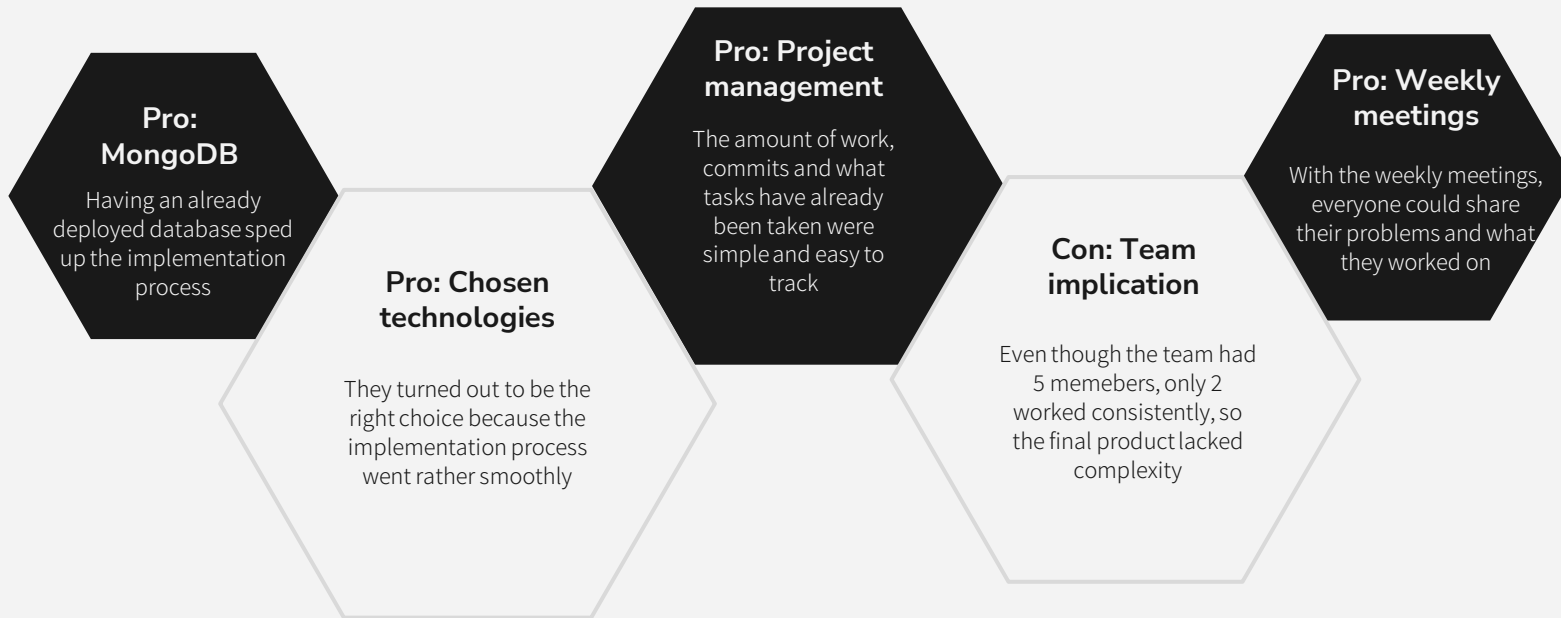 Pro:
MongoDB
Having an already
deployed database sped
up the implementation
process
Pro: Chosen
technologies
They turned out to be the
right choice because the
implementation process
went rather smoothly
Pro: Project
management
The amount of work,
commits and what
tasks have already
been taken were
simple and easy to
track
Con: Team
implication
Even though the team had
5 memebers, only 2
worked consistently, so
the final product lacked
complexity
Pro: Weekly
meetings
With the weekly meetings,
everyone could share
their problems and what
they worked on